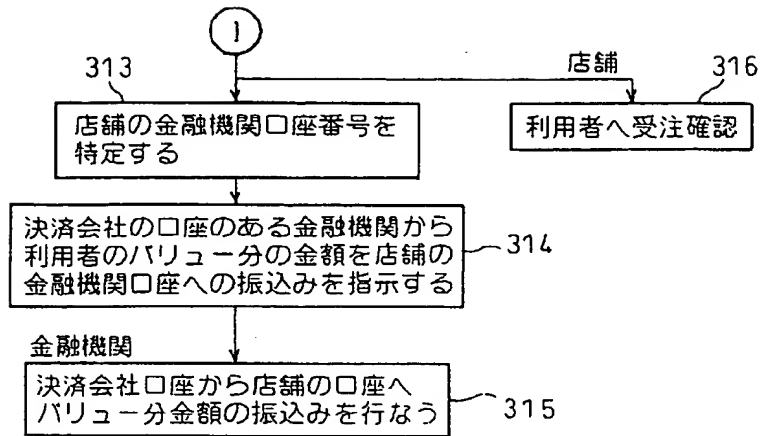 1
313
店舗
316
店舗の金融機関口座番号を
特定する
利用者へ受注確認
決済会社の口座のある金融機関から
利用者のバリュー分の金額を店舗の
金融機関口座への振込みを指示する
314
金融機関
決済会社口座から店舗の口座へ
バリュー分金額の振込みを行なう
315